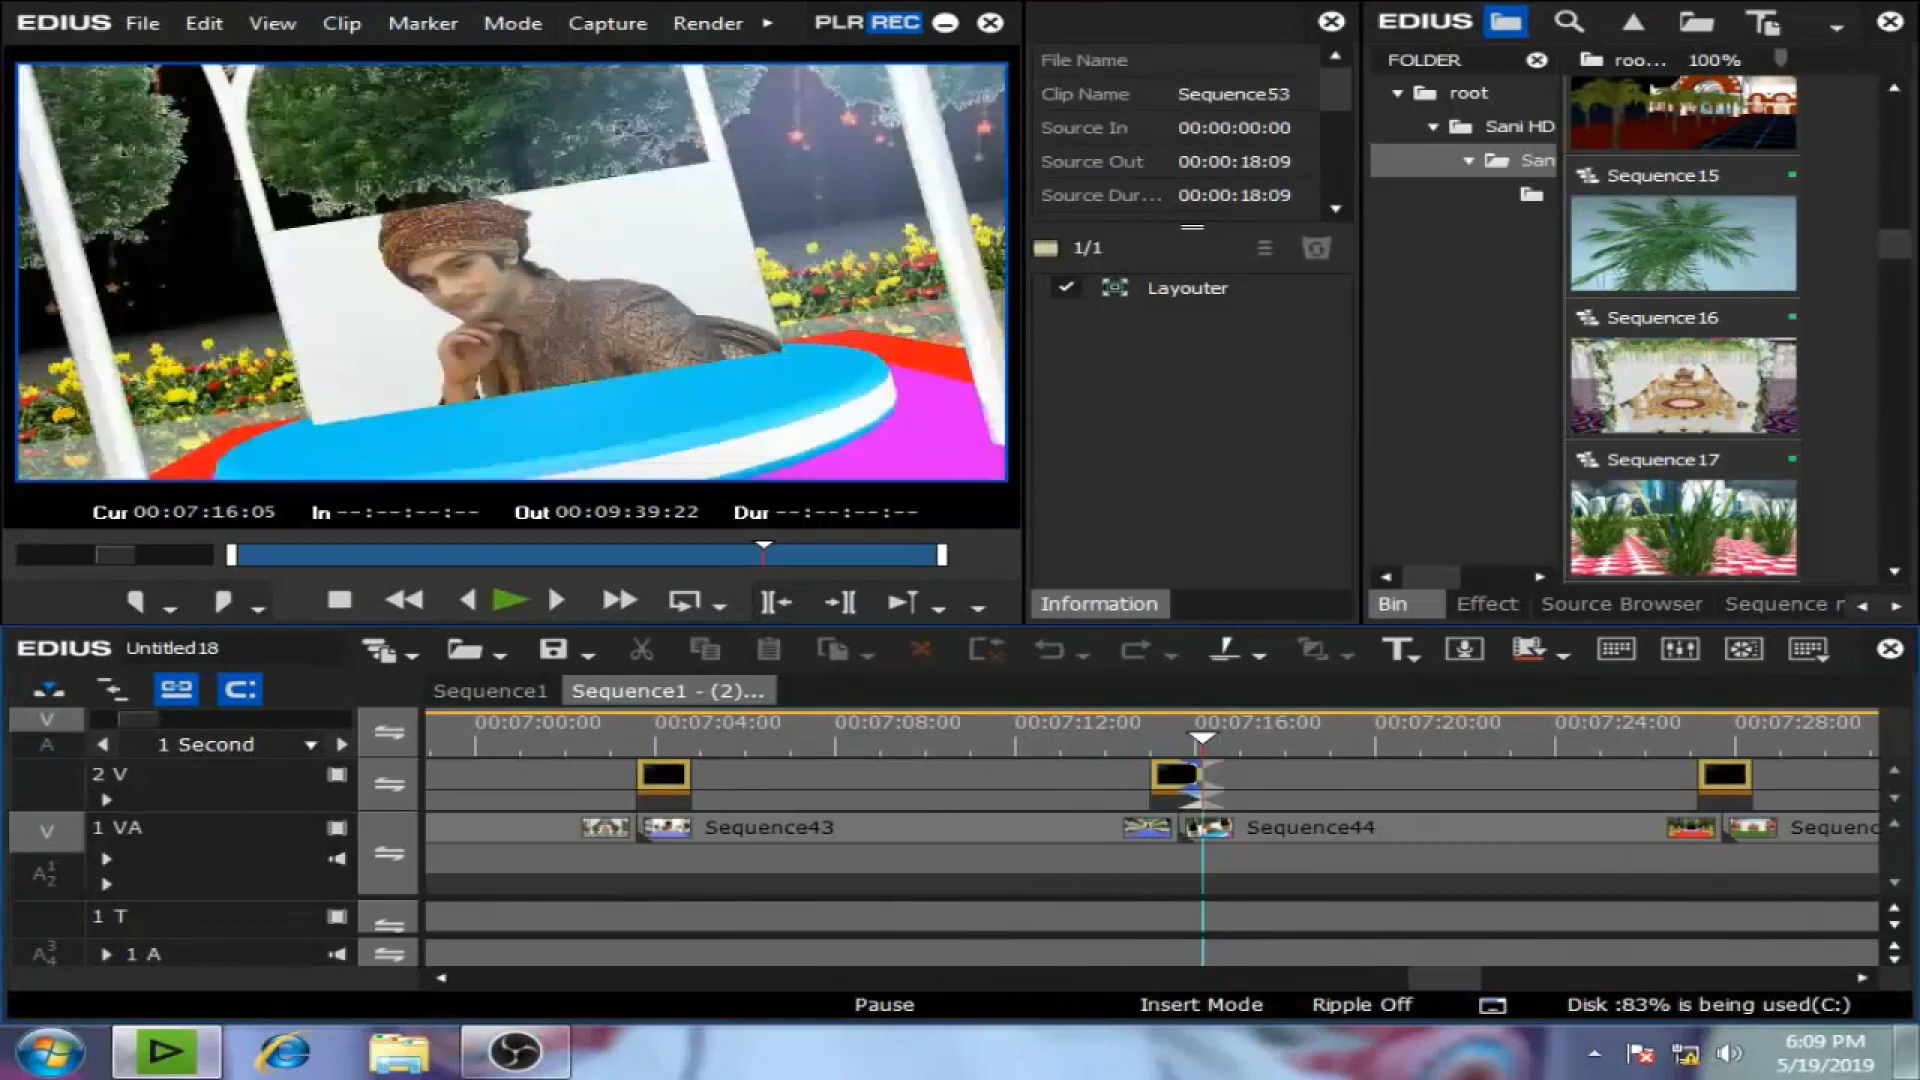 EDIUS File Edit View Clip Marker Mode Capture Render PLR REC
Cur 00:07:16:05 In --:--:--:-- Out 00:09:39:22 Dur --:--:--:--
File Name
Clip Name Sequence53
Source In 00:00:00:00
Source Out 00:00:18:09
Source Dur... 00:00:18:09
1/1
Layouter
Information
EDIUS
FOLDER
roo... 100%
root
Sani HD
San
Sequence15
Sequence16
Sequence17
Bin Effect Source Browser Sequence
EDIUS Untitled18
Sequence1 Sequence1 - (2)...
V
A
1 Second
00:07:00:00 00:07:04:00 00:07:08:00 00:07:12:00 00:07:16:00 00:07:20:00 00:07:24:00 00:07:28:00
2 V
V
1 VA
Sequence43 Sequence44 Sequenc
A1 2
1 T
A3 4
1 A
Pause Insert Mode Ripple Off Disk :83% is being used(C:)
6:09 PM
5/19/2019